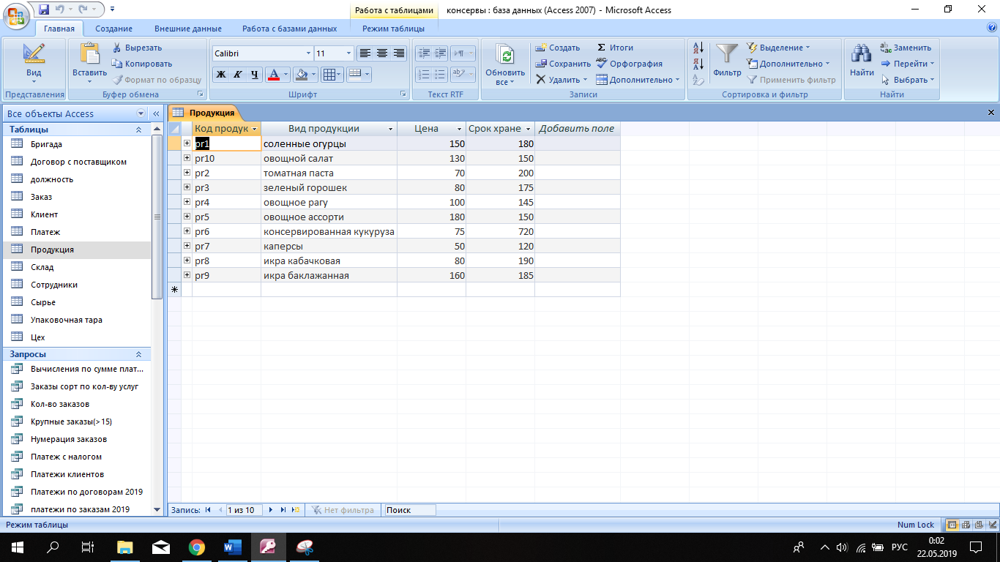 Работа с таблицами
консервы : база данных (Access 2007) - Microsoft Access
Главная Создание Внешние данные Работа с базами данных Режим таблицы
Вид
Представления
Вставить
Вырезать
Копировать
Формат по образцу
Буфер обмена
Calibri 11
Ж К Ч
Шрифт
Текст RTF
Обновить все
Создать
Сохранить
Удалить
Итоги
Орфография
Дополнительно
Записи
Фильтр
Выделение
Дополнительно
Применить фильтр
Сортировка и фильтр
Найти
Заменить
Перейти
Выбрать
Найти
Все объекты Access
Таблицы
Бригада
Договор с поставщиком
должность
Заказ
Клиент
Платеж
Продукция
Склад
Сотрудники
Сырье
Упаковочная тара
Цех
Запросы
Вычисления по сумме плат...
Заказы сорт по кол-ву услуг
Кол-во заказов
Крупные заказы(>15)
Нумерация заказов
Платеж с налогом
Платежи клиентов
Платежи по договорам 2019
платежи по заказам 2019
Продукция
Код продук Вид продукции Цена Срок хране Добавить поле
pr1 соленные огурцы 150 180
pr10 овощной салат 130 150
pr2 томатная паста 70 200
pr3 зеленый горошек 80 175
pr4 овощное рагу 100 145
pr5 овощное ассорти 180 150
pr6 консервированная кукуруза 75 720
pr7 каперсы 50 120
pr8 икра кабачковая 80 190
pr9 икра баклажанная 160 185
Запись: 1 из 10 Нет фильтра Поиск
Режим таблицы Num Lock
РУС
0:02
22.05.2019